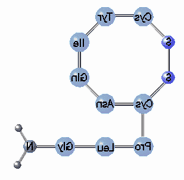 Tyr Cys
Ile S
Gln S
Asn Cys
N Gly Leu Pro